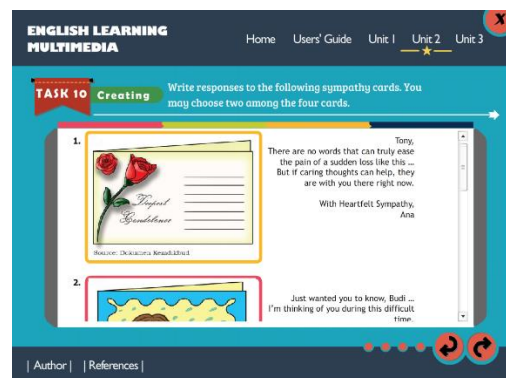 ENGLISH LEARNING
MULTIMEDIA
Home Users' Guide Unit 1 Unit 2 Unit 3
X
TASK 10 Creating
Write responses to the following sympathy cards. You
may choose two among the four cards.
1.
Deepest
Condolence
Source: Dokumen Kemdikbud
Tony,
There are no words that can truly ease
the pain of a sudden loss like this ...
But if caring thoughts can help, they
are with you there right now.
With Heartfelt Sympathy,
Ana
2.
Just wanted you to know, Budi ...
I'm thinking of you during this difficult
time.
| Author | | References |